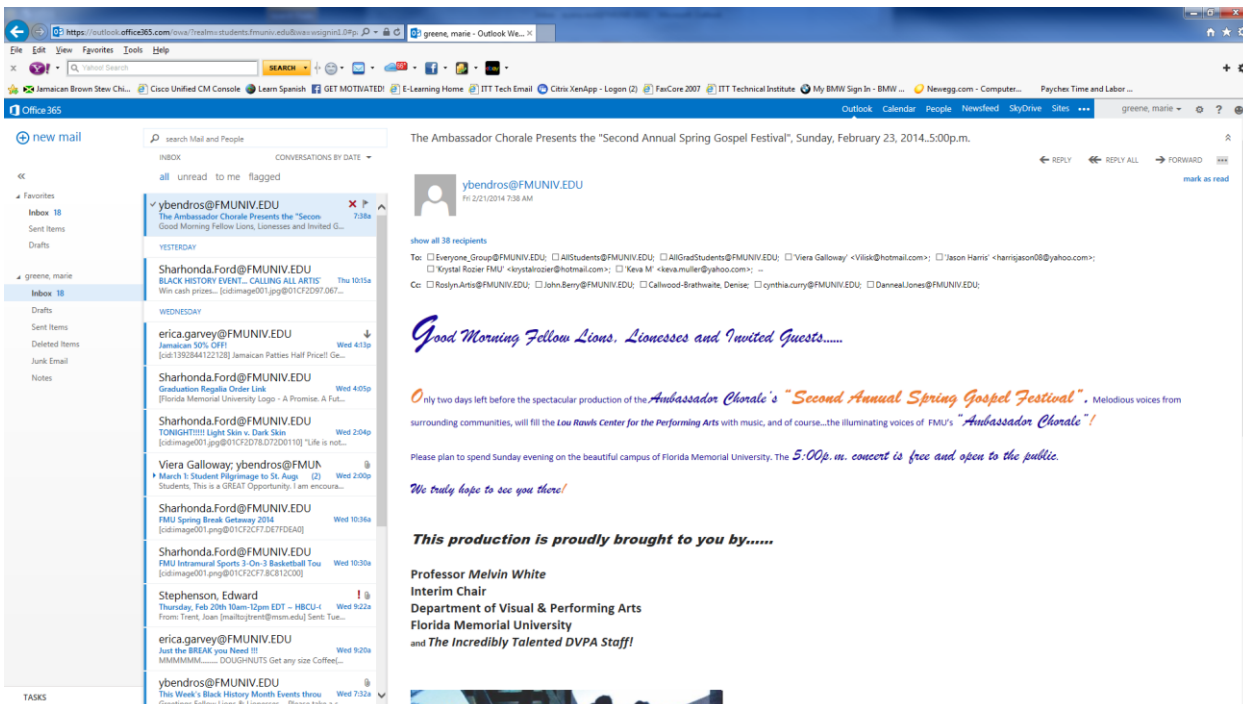 https://outlook.office365.com/owa/?realm=students.fmuniv.edu&wa=wsignin1.0#p.
greene, marie - Outlook We...
File Edit View Favorites Tools Help
Yahoo! Search SEARCH
Jamaican Brown Stew Chi... Cisco Unified CM Console Learn Spanish GET MOTIVATED! E-Learning Home ITT Tech Email Citrix XenApp - Logon (2) FaxCore 2007 ITT Technical Institute My BMW Sign In - BMW ... Newegg.com - Computer... Paychex Time and Labor ...
Office 365 Outlook Calendar People Newsfeed SkyDrive Sites ••• greene, marie ?
new mail
Favorites
Inbox 18
Sent Items
Drafts
greene, marie
Inbox 18
Drafts
Sent Items
Deleted Items
Junk Email
Notes
TASKS
search Mail and People
INBOX CONVERSATIONS BY DATE
all unread to me flagged
ybendros@FMUNIV.EDU
The Ambassador Chorale Presents the "Secon 7:38a
Good Morning Fellow Lions, Lionesses and Invited G...
YESTERDAY
Sharhonda.Ford@FMUNIV.EDU
BLACK HISTORY EVENT... CALLING ALL ARTIS Thu 10:15a
Win cash prizes... [cid:image001.jpg@01CF2D97.067...
WEDNESDAY
erica.garvey@FMUNIV.EDU
Jamaican 50% OFF! Wed 4:13p
[cid:1392844122128] Jamaican Patties Half Price!! Ge...
Sharhonda.Ford@FMUNIV.EDU
Graduation Regalia Order Link Wed 4:05p
[Florida Memorial University Logo - A Promise. A Fut...
Sharhonda.Ford@FMUNIV.EDU
TONIGHT!!!!! Light Skin v. Dark Skin Wed 2:04p
[cid:image001.jpg@01CF2D78.D72D0110] "Life is not...
Viera Galloway; ybendros@FMUN
March 1: Student Pilgrimage to St. Augu (2) Wed 2:00p
Students, This is a GREAT Opportunity. I am encoura...
Sharhonda.Ford@FMUNIV.EDU
FMU Spring Break Getaway 2014 Wed 10:36a
[cid:image001.png@01CF2CF7.DE7FDEA0]
Sharhonda.Ford@FMUNIV.EDU
FMU Intramural Sports 3-On-3 Basketball Tou Wed 10:30a
[cid:image001.png@01CF2CF7.8C812C00]
Stephenson, Edward
Thursday, Feb 20th 10am-12pm EDT – HBCU-( Wed 9:22a
From: Trent, Joan [mailto:jtrent@msm.edu] Sent: Tue...
erica.garvey@FMUNIV.EDU
Just the BREAK you Need !!! Wed 9:20a
MMMMMM......... DOUGHNUTS Get any size Coffee(...
ybendros@FMUNIV.EDU
This Week's Black History Month Events throu Wed 7:32a
The Ambassador Chorale Presents the "Second Annual Spring Gospel Festival", Sunday, February 23, 2014..5:00p.m.
REPLY REPLY ALL FORWARD •••
mark as read
ybendros@FMUNIV.EDU
Fri 2/21/2014 7:38 AM
show all 38 recipients
To: Everyone_Group@FMUNIV.EDU; AllStudents@FMUNIV.EDU; AllGradStudents@FMUNIV.EDU; 'Viera Galloway' <Vilisk@hotmail.com>; 'Jason Harris' <harrisjason08@yahoo.com>;
'Krystal Rozier FMU' <krystalrozier@hotmail.com>; 'Keva M' <keva.muller@yahoo.com>; ...
Cc: Roslyn.Artis@FMUNIV.EDU; John.Berry@FMUNIV.EDU; Callwood-Brathwaite, Denise; cynthia.curry@FMUNIV.EDU; Danneal.Jones@FMUNIV.EDU;
Good Morning Fellow Lions, Lionesses and Invited Guests......
Only two days left before the spectacular production of the Ambassador Chorale's "Second Annual Spring Gospel Festival". Melodious voices from
surrounding communities, will fill the Lou Rawls Center for the Performing Arts with music, and of course...the illuminating voices of FMU's "Ambassador Chorale"!
Please plan to spend Sunday evening on the beautiful campus of Florida Memorial University. The 5:00p.m. concert is free and open to the public.
We truly hope to see you there!
This production is proudly brought to you by......
Professor Melvin White
Interim Chair
Department of Visual & Performing Arts
Florida Memorial University
and The Incredibly Talented DVPA Staff!